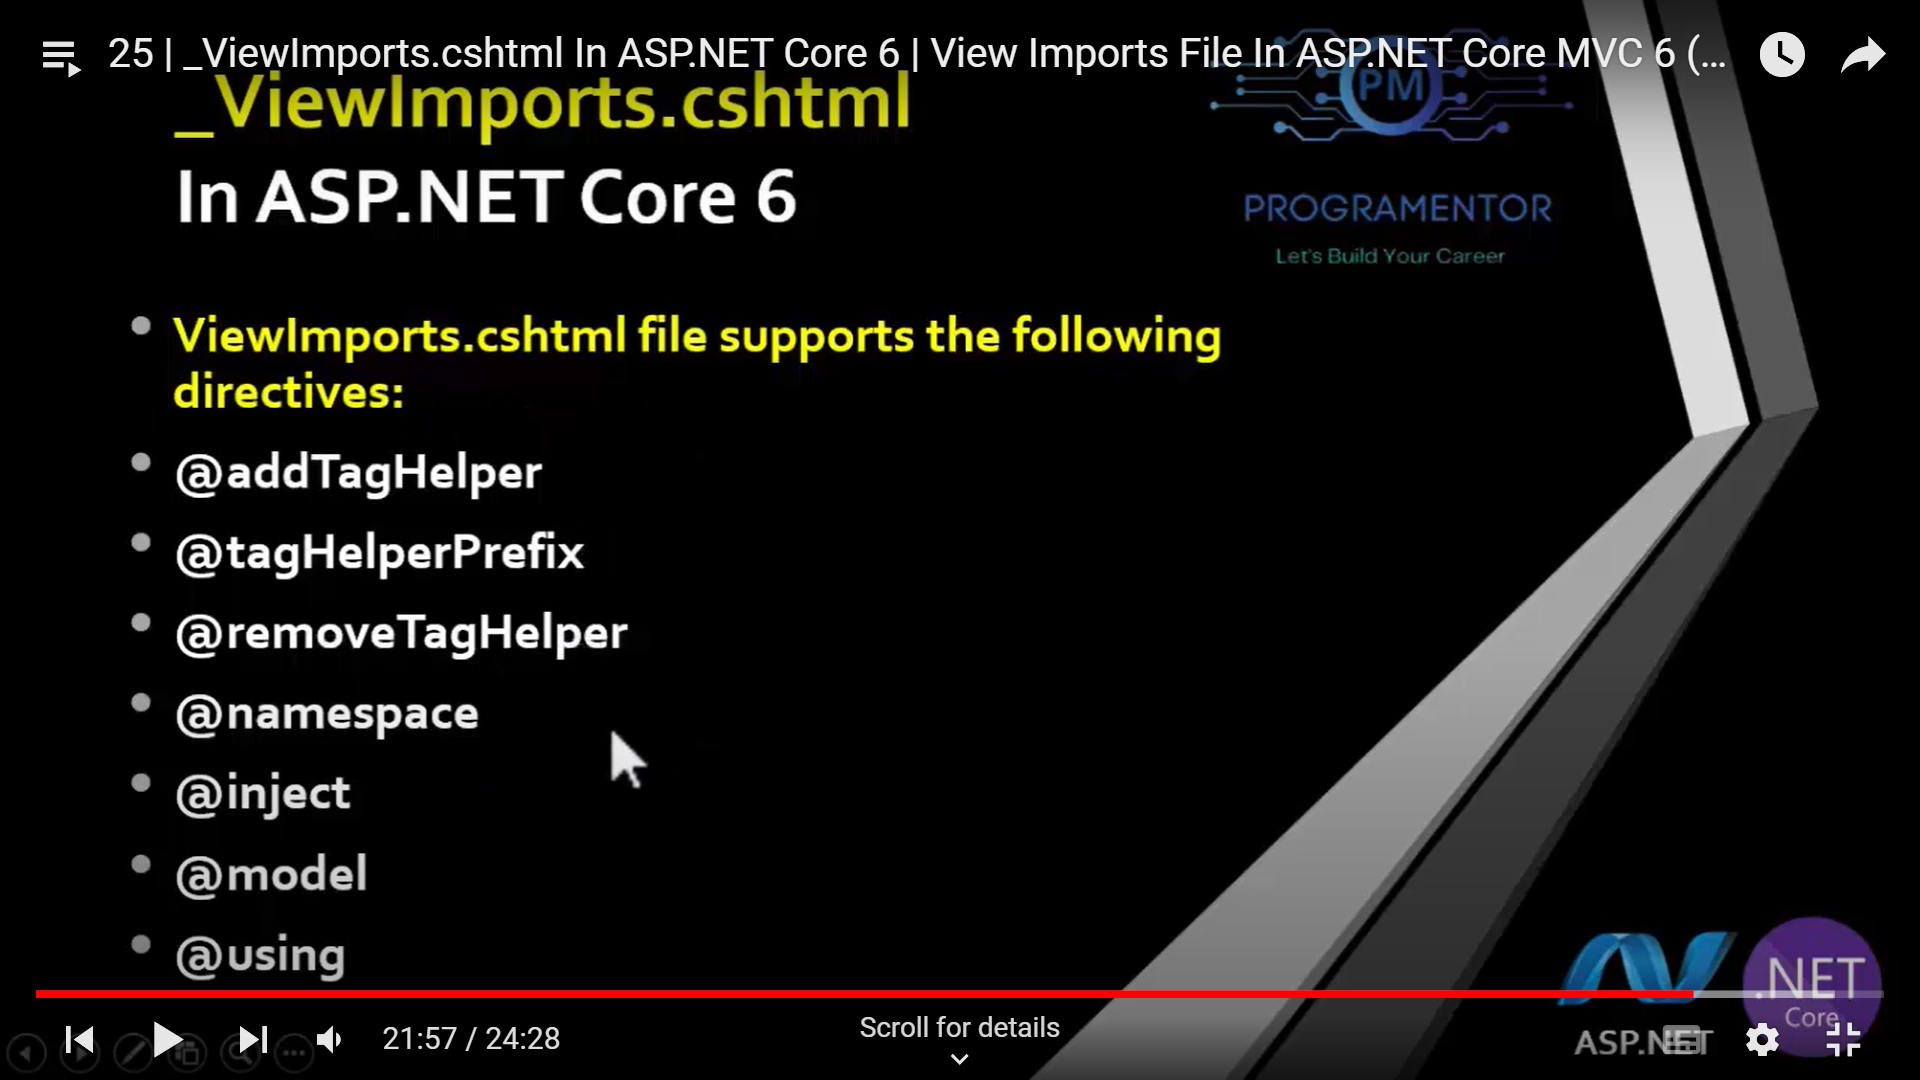 25 | _ViewImports.cshtml In ASP.NET Core 6 | View Imports File In ASP.NET Core MVC 6 (...
_ViewImports.cshtml
In ASP.NET Core 6
PM
PROGRAMENTOR
Let's Build Your Career
• ViewImports.cshtml file supports the following
directives:
• @addTagHelper
• @tagHelperPrefix
• @removeTagHelper
• @namespace
• @inject
• @model
• @using
.NET
Core
ASP.NET
21:57 / 24:28
Scroll for details